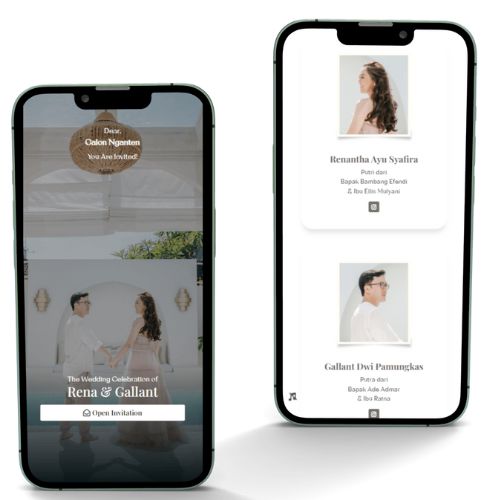 Dear,
Calon Nganten
You Are Invited!
The Wedding Celebration of
Rena & Gallant
Open Invitation
Renantha Ayu Syafira
Putri dari
Bapak Bambang Efendi
& Ibu Ellis Mulyani
Gallant Dwi Pamungkas
Putra dari
Bapak Ade Admar
& Ibu Ratna